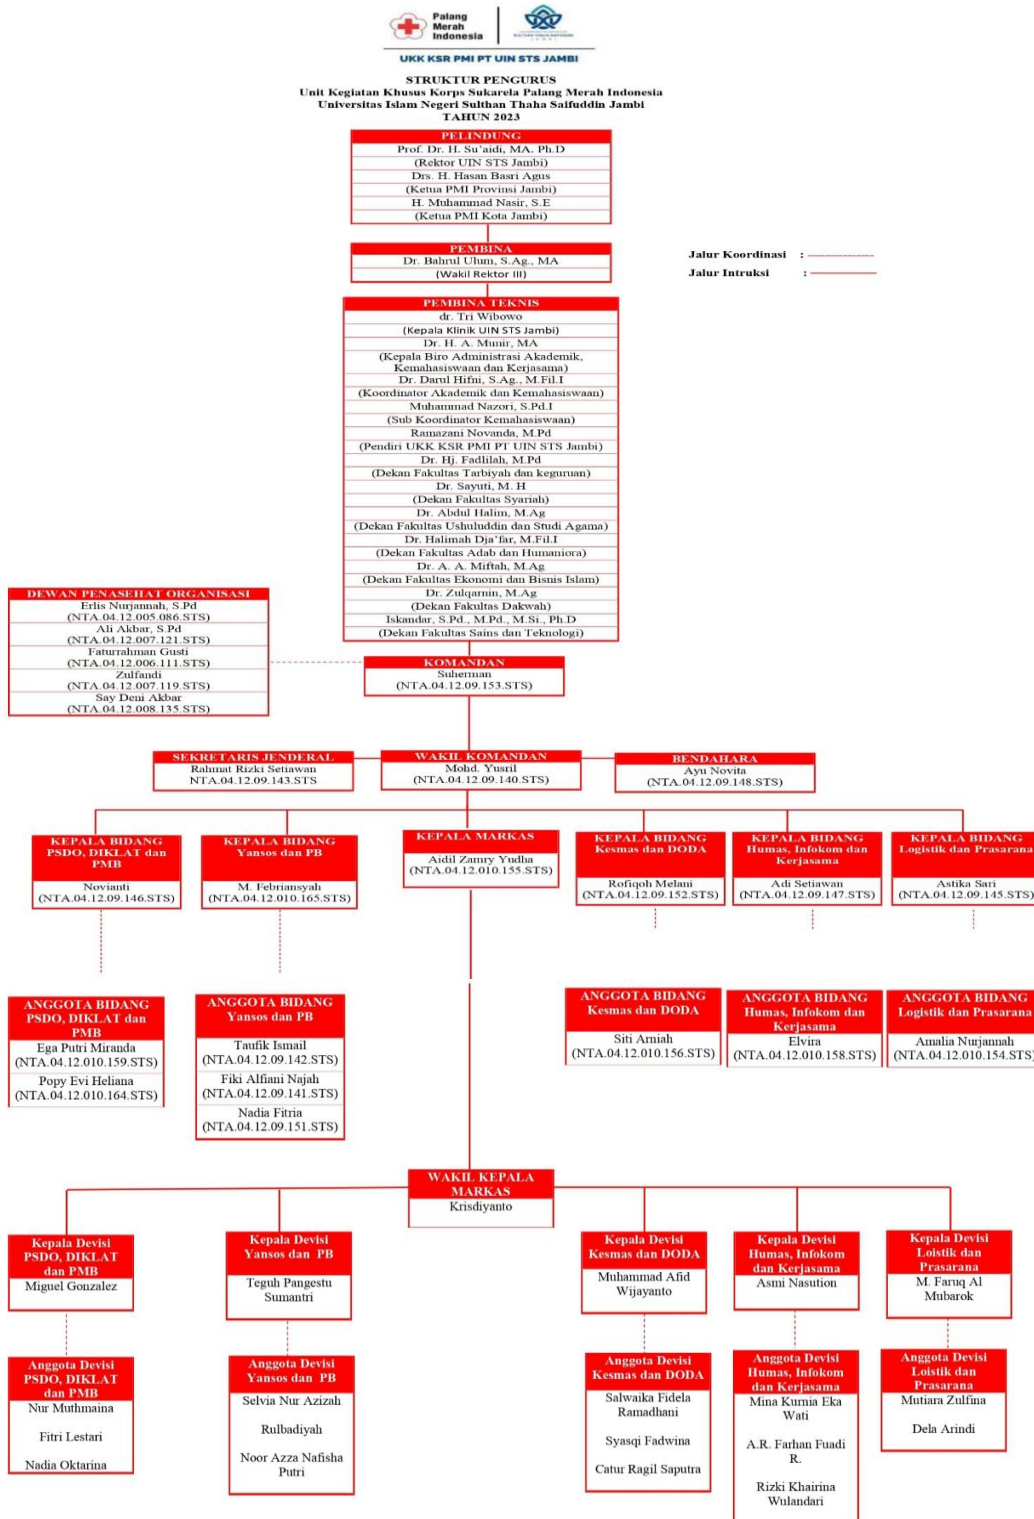 Palang
Merah
Indonesia
UKK KSR PMI PT UIN STS JAMBI
STRUKTUR PENGURUS
Unit Kegiatan Khusus Korps Sukarela Palang Merah Indonesia
Universitas Islam Negeri Sulthan Thaha Saifuddin Jambi
TAHUN 2023
PELINDUNG
Prof. Dr. H. Su'aidi, MA. Ph.D
(Rektor UIN STS Jambi)
Drs. H. Hasan Basri Agus
(Ketua PMI Provinsi Jambi)
H. Muhammad Nasir, S.E
(Ketua PMI Kota Jambi)
PEMBINA
Dr. Bahrul Ulum, S.Ag., MA
(Wakil Rektor III)
Jalur Koordinasi :
Jalur Intruksi :
PEMBINA TEKNIS
dr. Tri Wibowo
(Kepala Klinik UIN STS Jambi)
Dr. H. A. Munir, MA
(Kepala Biro Administrasi Akademik,
Kemahasiswaan dan Kerjasama)
Dr. Darul Hifni, S.Ag., M.Fil.I
(Koordinator Akademik dan Kemahasiswaan)
Muhammad Nazori, S.Pd.I
(Sub Koordinator Kemahasiswaan)
Ramazani Novanda, M.Pd
(Pendiri UKK KSR PMI PT UIN STS Jambi)
Dr. Hj. Fadlilah, M.Pd
(Dekan Fakultas Tarbiyah dan keguruan)
Dr. Sayuti, M. H
(Dekan Fakultas Syariah)
Dr. Abdul Halim, M.Ag
(Dekan Fakultas Ushuluddin dan Studi Agama)
Dr. Halimah Dja'far, M.Fil.I
(Dekan Fakultas Adab dan Humaniora)
Dr. A. A. Miftah, M.Ag
(Dekan Fakultas Ekonomi dan Bisnis Islam)
Dr. Zulqarnin, M.Ag
(Dekan Fakultas Dakwah)
Iskandar, S.Pd., M.Pd., M.Si., Ph.D
(Dekan Fakultas Sains dan Teknologi)
DEWAN PENASEHAT ORGANISASI
Erlis Nurjannah, S.Pd
(NTA.04.12.005.086.STS)
Ali Akbar, S.Pd
(NTA.04.12.007.121.STS)
Faturrahman Gusti
(NTA.04.12.006.111.STS)
Zulfandi
(NTA.04.12.007.119.STS)
Say Deni Akbar
(NTA.04.12.008.135.STS)
KOMANDAN
Suherman
(NTA.04.12.09.153.STS)
SEKRETARIS JENDERAL
Rahmat Rizki Setiawan
NTA.04.12.09.143.STS
WAKIL KOMANDAN
Mohd. Yusril
(NTA.04.12.09.140.STS)
BENDAHARA
Ayu Novita
(NTA.04.12.09.148.STS)
KEPALA BIDANG
PSDO, DIKLAT dan
PMB
Novianti
(NTA.04.12.09.146.STS)
KEPALA BIDANG
Yansos dan PB
M. Febriansyah
(NTA.04.12.010.165.STS)
KEPALA MARKAS
Aidil Zamry Yudha
(NTA.04.12.010.155.STS)
KEPALA BIDANG
Kesmas dan DODA
Rofiqoh Melani
(NTA.04.12.09.152.STS)
KEPALA BIDANG
Humas, Infokom dan
Kerjasama
Adi Setiawan
(NTA.04.12.09.147.STS)
KEPALA BIDANG
Logistik dan Prasarana
Astika Sari
(NTA.04.12.09.145.STS)
ANGGOTA BIDANG
PSDO, DIKLAT dan
PMB
Ega Putri Miranda
(NTA.04.12.010.159.STS)
Popy Evi Heliana
(NTA.04.12.010.164.STS)
ANGGOTA BIDANG
Yansos dan PB
Taufik Ismail
(NTA.04.12.09.142.STS)
Fiki Alfiani Najah
(NTA.04.12.09.141.STS)
Nadia Fitria
(NTA.04.12.09.151.STS)
ANGGOTA BIDANG
Kesmas dan DODA
Siti Arniah
(NTA.04.12.010.156.STS)
ANGGOTA BIDANG
Humas, Infokom dan
Kerjasama
Elvira
(NTA.04.12.010.158.STS)
ANGGOTA BIDANG
Logistik dan Prasarana
Amalia Nurjannah
(NTA.04.12.010.154.STS)
WAKIL KEPALA
MARKAS
Krisdiyanto
Kepala Devisi
PSDO, DIKLAT
dan PMB
Miguel Gonzalez
Kepala Devisi
Yansos dan PB
Teguh Pangestu
Sumantri
Kepala Devisi
Kesmas dan DODA
Muhammad Afid
Wijayanto
Kepala Devisi
Humas, Infokom
dan Kerjasama
Asmi Nasution
Kepala Devisi
Loistik dan
Prasarana
M. Faruq Al
Mubarok
Anggota Devisi
PSDO, DIKLAT
dan PMB
Nur Muthmaina
Fitri Lestari
Nadia Oktarina
Anggota Devisi
Yansos dan PB
Selvia Nur Azizah
Rulbadiyah
Noor Azza Nafisha
Putri
Anggota Devisi
Kesmas dan DODA
Salwaika Fidela
Ramadhani
Syasqi Fadwina
Catur Ragil Saputra
Anggota Devisi
Humas, Infokom
dan Kerjasama
Mina Kurnia Eka
Wati
A.R. Farhan Fuadi
R.
Rizki Khairina
Wulandari
Anggota Devisi
Loistik dan
Prasarana
Mutiara Zulfina
Dela Arindi